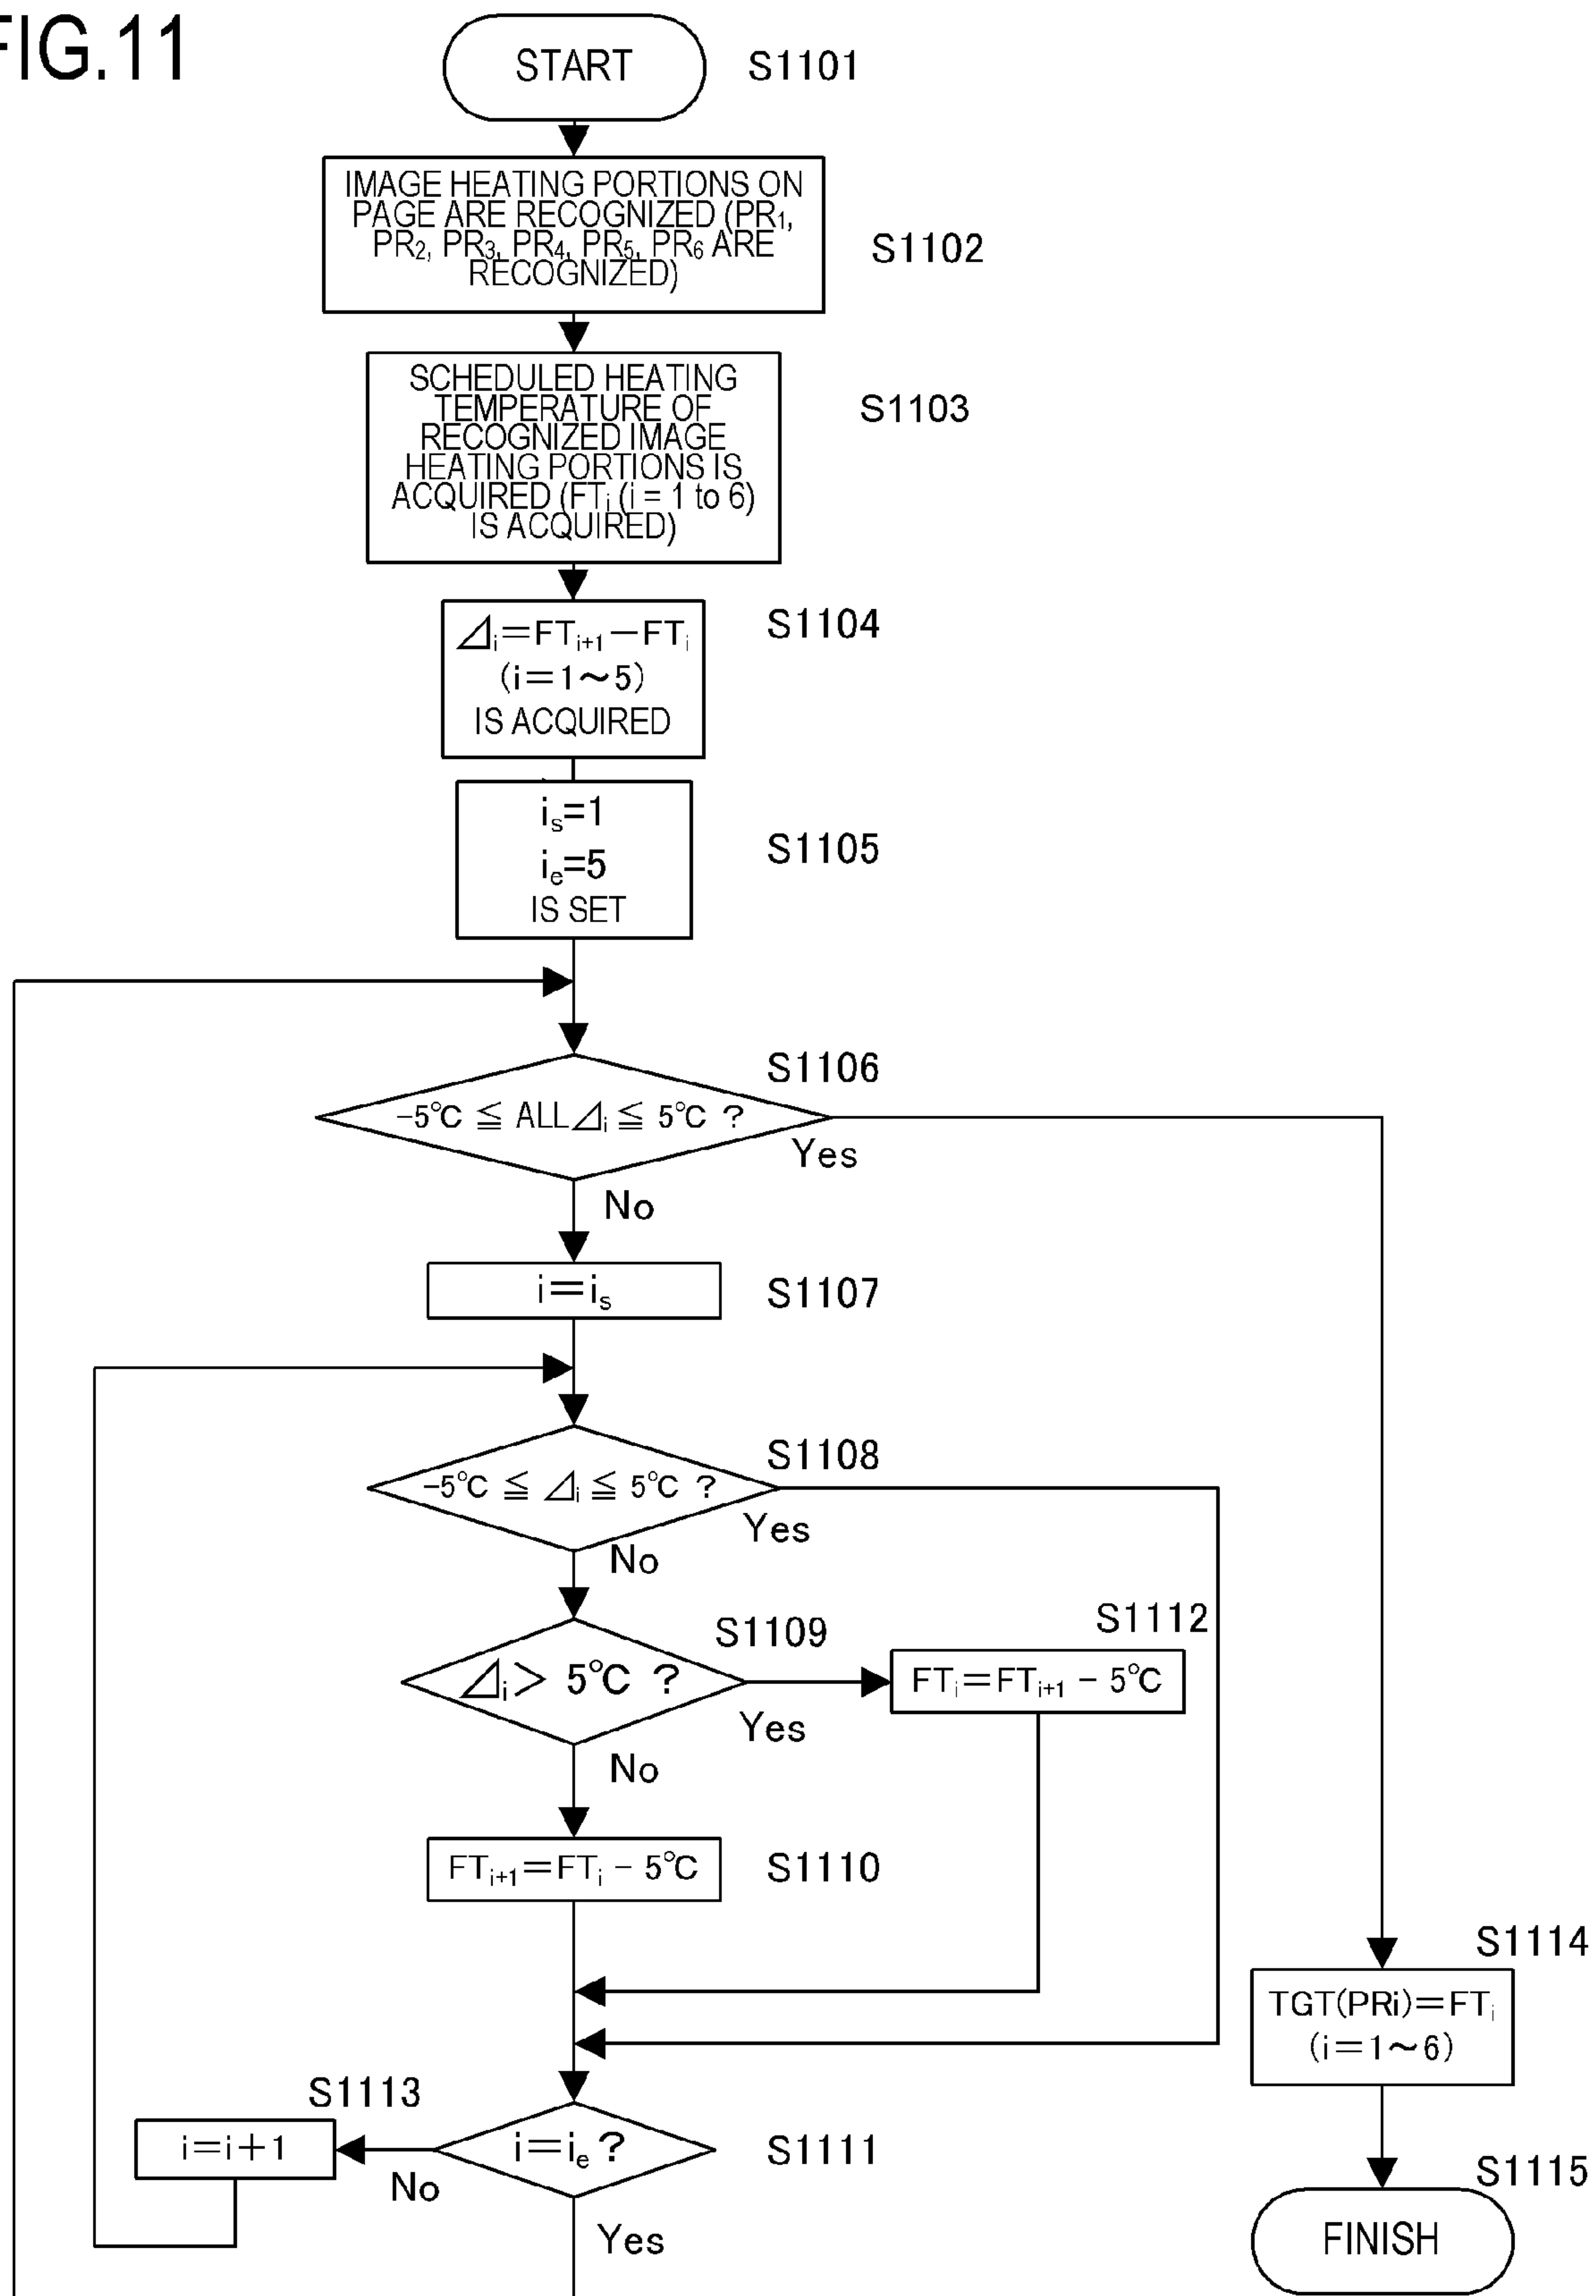 FIG.11
START
S1101
IMAGE HEATING PORTIONS ON
PAGE ARE RECOGNIZED (PR₁,
PR₂, PR₃, PR₄, PR₅, PR₆ ARE
RECOGNIZED)
S1102
SCHEDULED HEATING
TEMPERATURE OF
RECOGNIZED IMAGE
HEATING PORTIONS IS
ACQUIRED (FTᵢ (i = 1 to 6)
IS ACQUIRED)
S1103
⊿ᵢ=FTᵢ₊₁−FTᵢ
(i=1~5)
IS ACQUIRED
S1104
iₛ=1
iₑ=5
IS SET
S1105
S1106
−5℃ ≦ ALL⊿ᵢ ≦ 5℃ ?
Yes
No
i=iₛ
S1107
S1108
−5℃ ≦ ⊿ᵢ ≦ 5℃ ?
Yes
No
S1109
⊿ᵢ> 5℃ ?
Yes
No
S1112
FTᵢ=FTᵢ₊₁ − 5℃
FTᵢ₊₁=FTᵢ − 5℃
S1110
S1114
TGT(PRi)=FTᵢ
(i=1~6)
S1113
i=i+1
i=iₑ?
S1111
No
Yes
S1115
FINISH